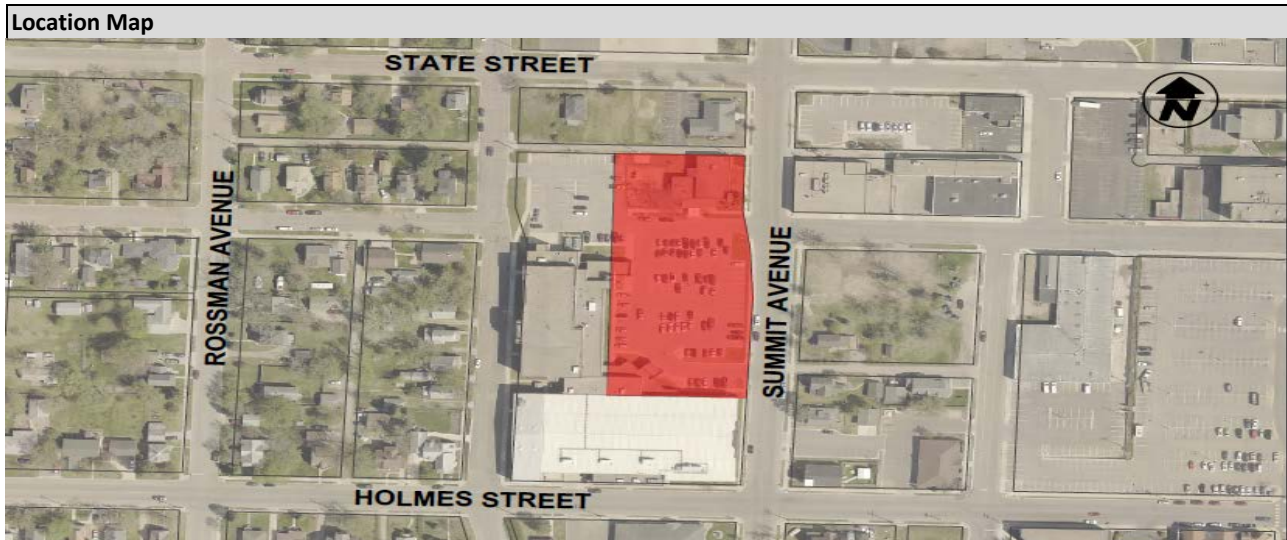 Location Map
STATE STREET
N
ROSSMAN AVENUE
SUMMIT AVENUE
HOLMES STREET